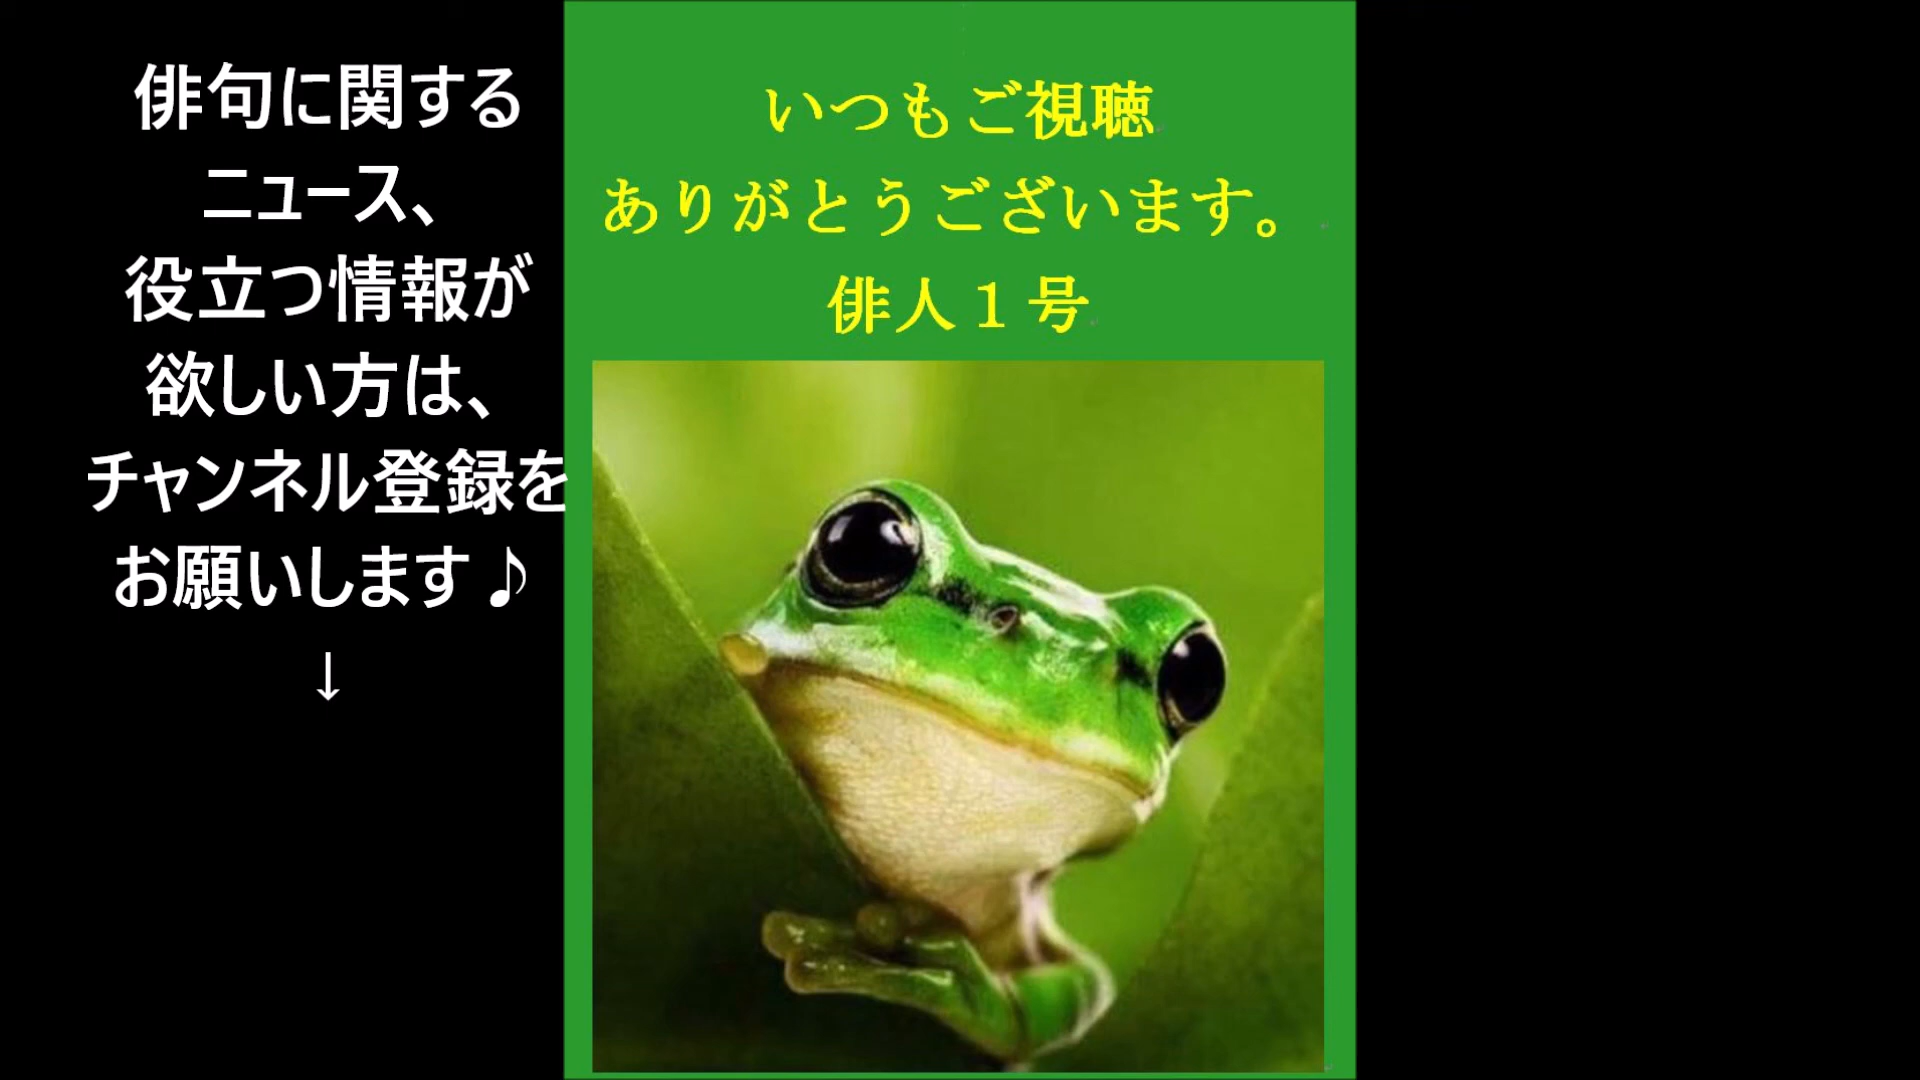 俳句に関する
ニュース、
役立つ情報が
欲しい方は、
チャンネル登録を
お願いします♪
↓
いつもご視聴
ありがとうございます。
俳人１号